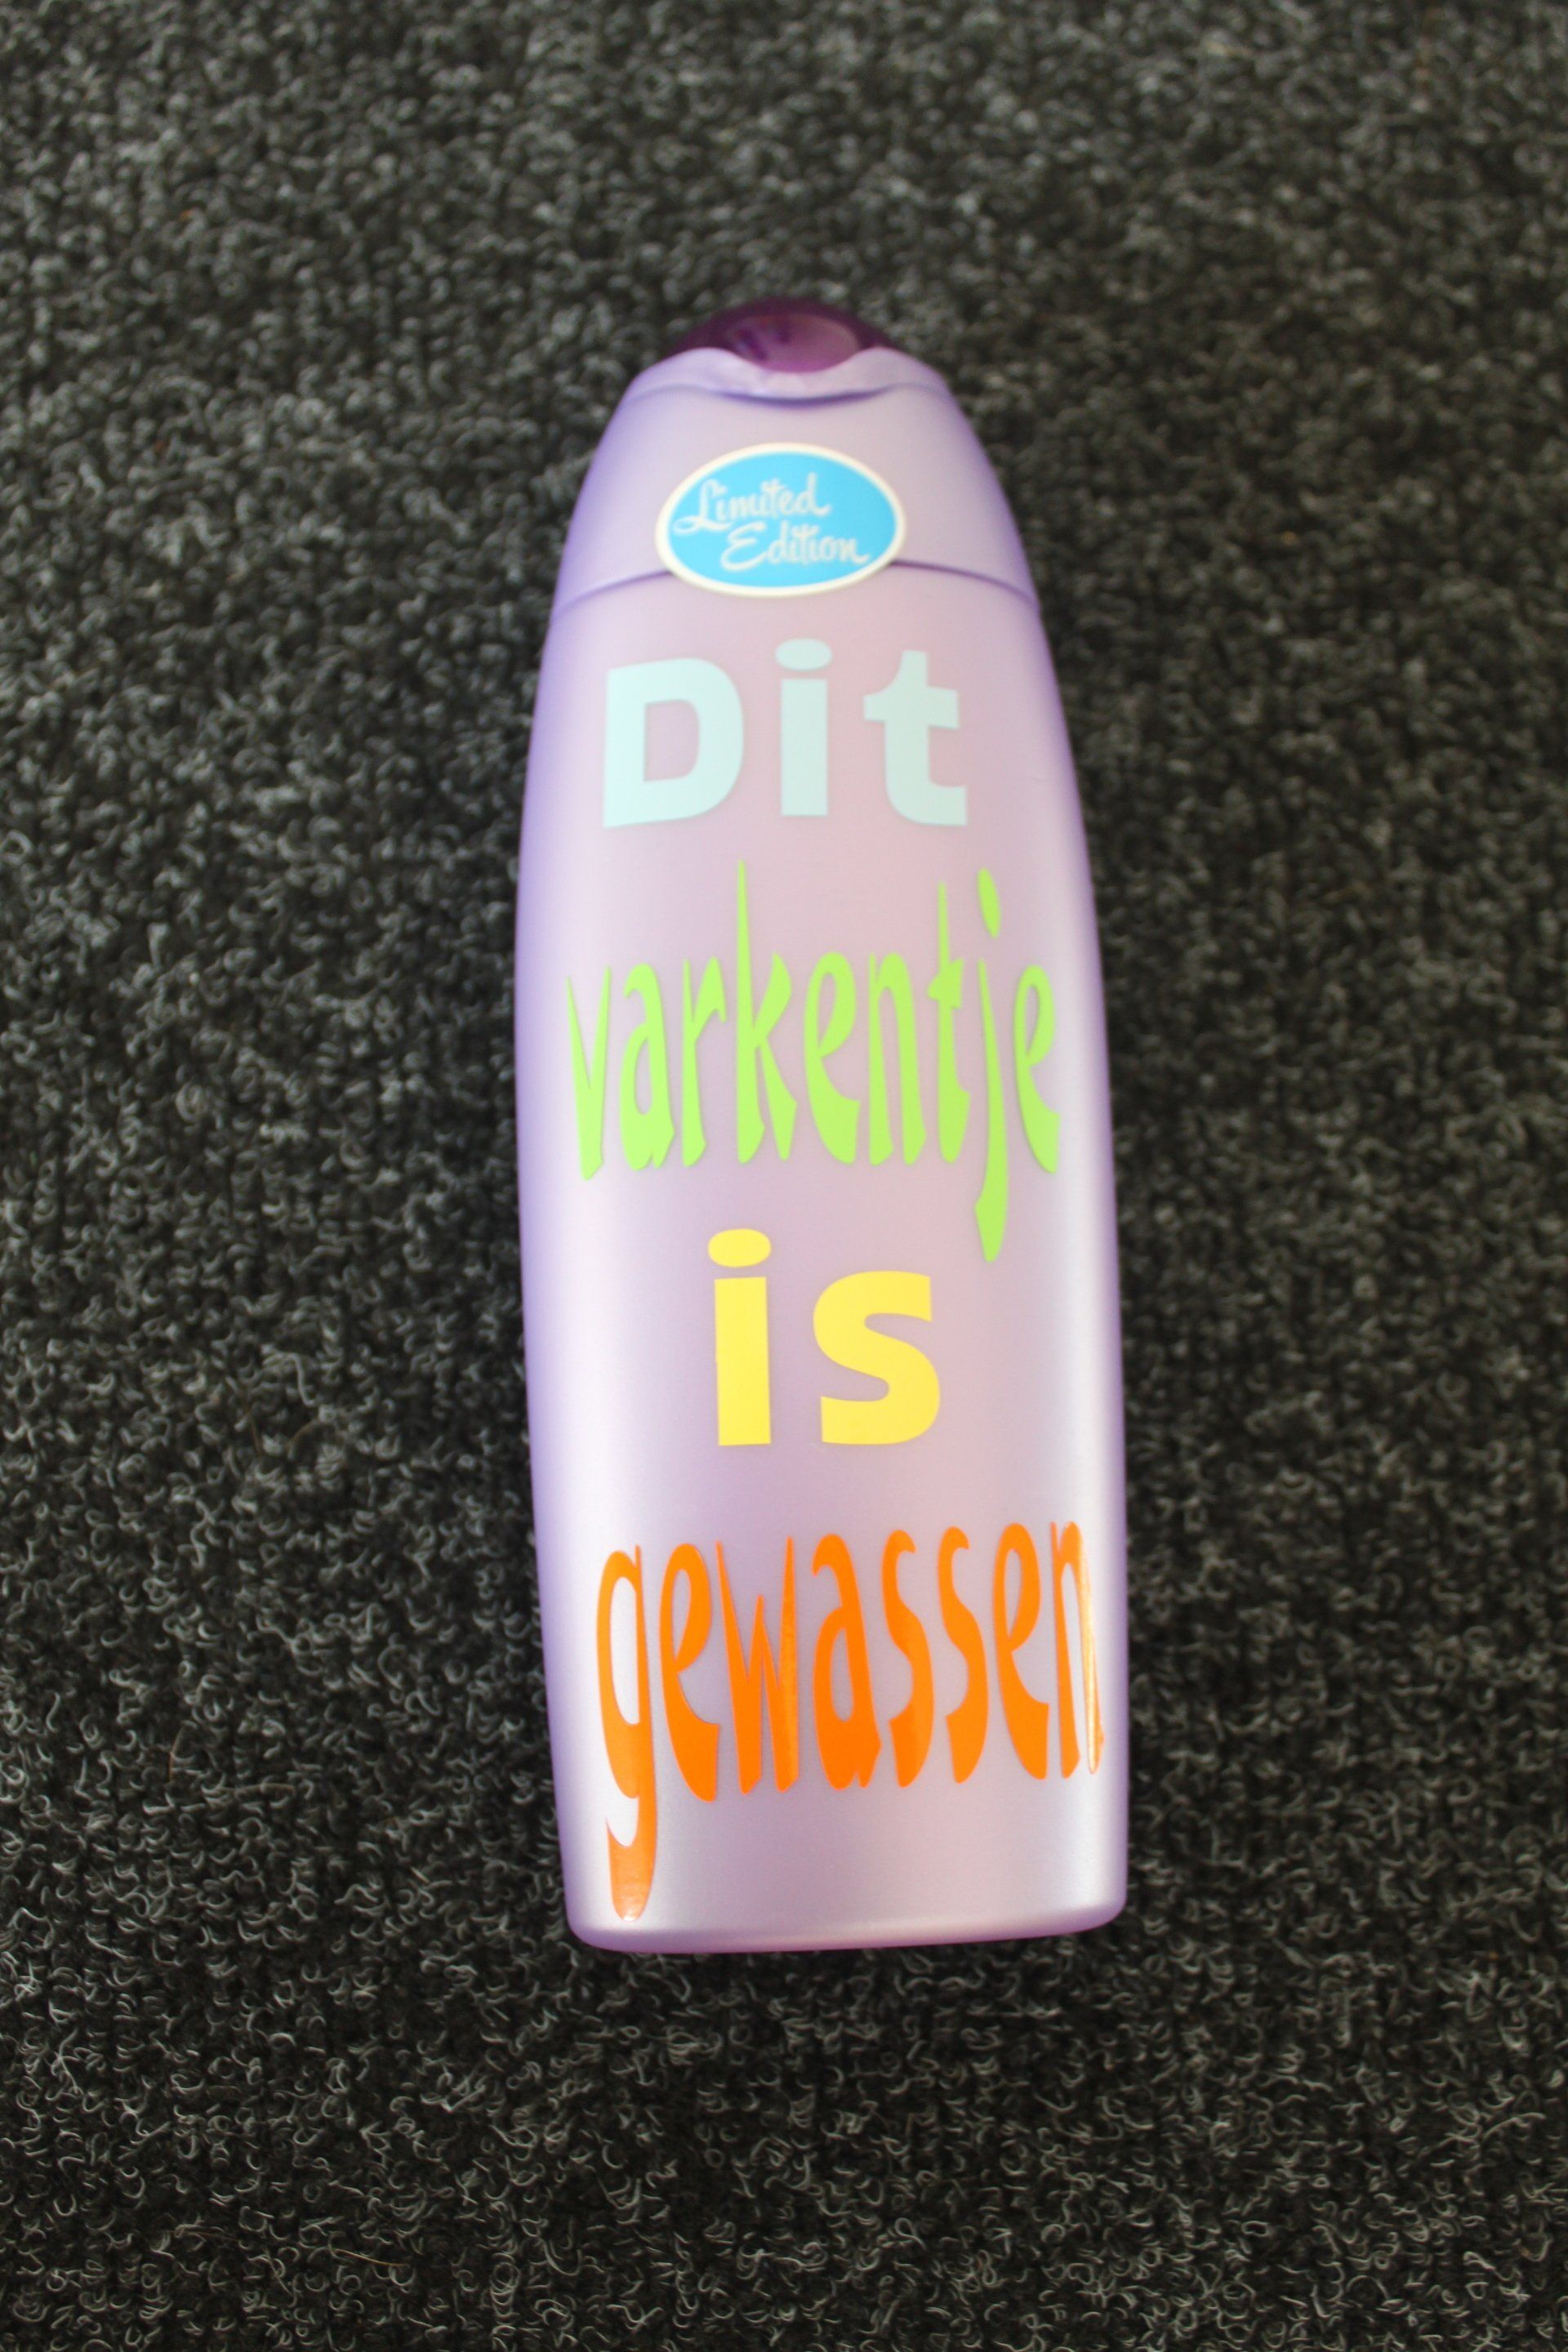 Limited
Edition
Dit
varkentje
is
gewassen